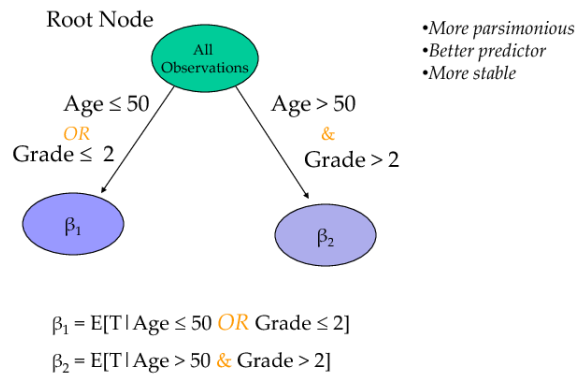 Root Node
All
Observations
•More parsimonious
•Better predictor
•More stable
Age ≤ 50
OR
Grade ≤ 2
Age > 50
&
Grade > 2
β₁
β₂
β₁ = E[T|Age ≤ 50 OR Grade ≤ 2]
β₂ = E[T|Age > 50 & Grade > 2]